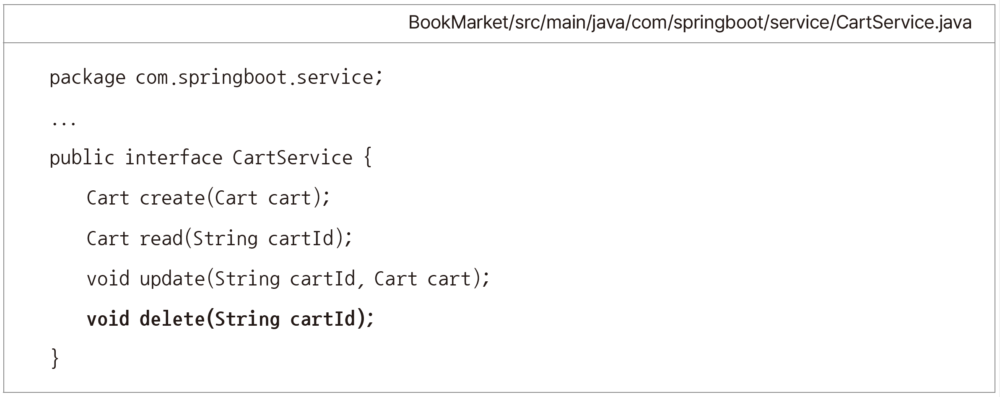 BookMarket/src/main/java/com/springboot/service/CartService.java
package com.springboot.service;
...
public interface CartService {
Cart create(Cart cart);
Cart read(String cartId);
void update(String cartId, Cart cart);
void delete(String cartId);
}